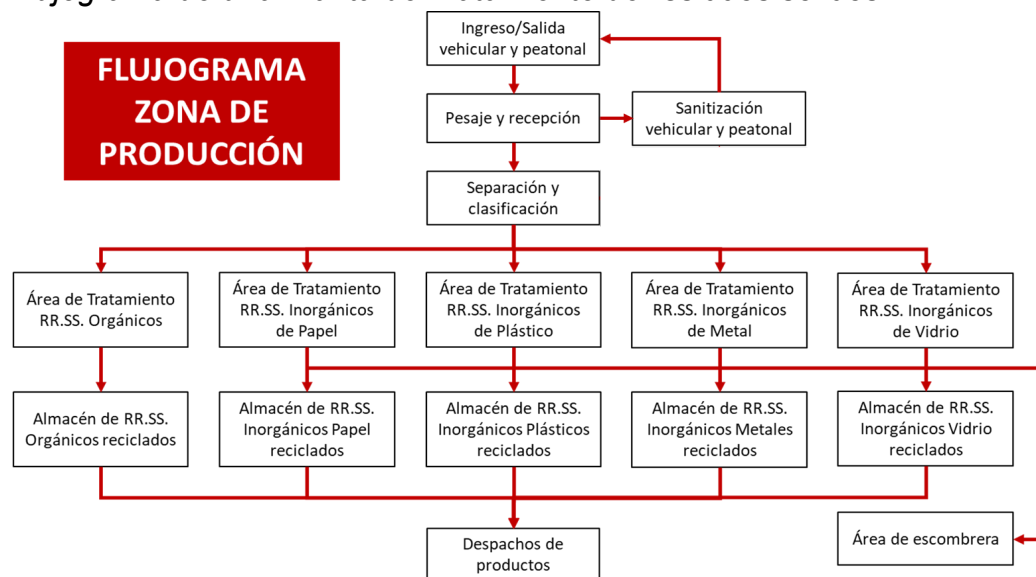 Ingreso/Salida
vehicular y peatonal
FLUJOGRAMA
ZONA DE
PRODUCCIÓN
Pesaje y recepción
Sanitización
vehicular y peatonal
Separación y
clasificación
Área de Tratamiento
RR.SS. Orgánicos
Área de Tratamiento
RR.SS. Inorgánicos
de Papel
Área de Tratamiento
RR.SS. Inorgánicos
de Plástico
Área de Tratamiento
RR.SS. Inorgánicos
de Metal
Área de Tratamiento
RR.SS. Inorgánicos
de Vidrio
Almacén de RR.SS.
Orgánicos reciclados
Almacén de RR.SS.
Inorgánicos Papel
reciclados
Almacén de RR.SS.
Inorgánicos Plásticos
reciclados
Almacén de RR.SS.
Inorgánicos Metales
reciclados
Almacén de RR.SS.
Inorgánicos Vidrio
reciclados
Despachos de
productos
Área de escombrera